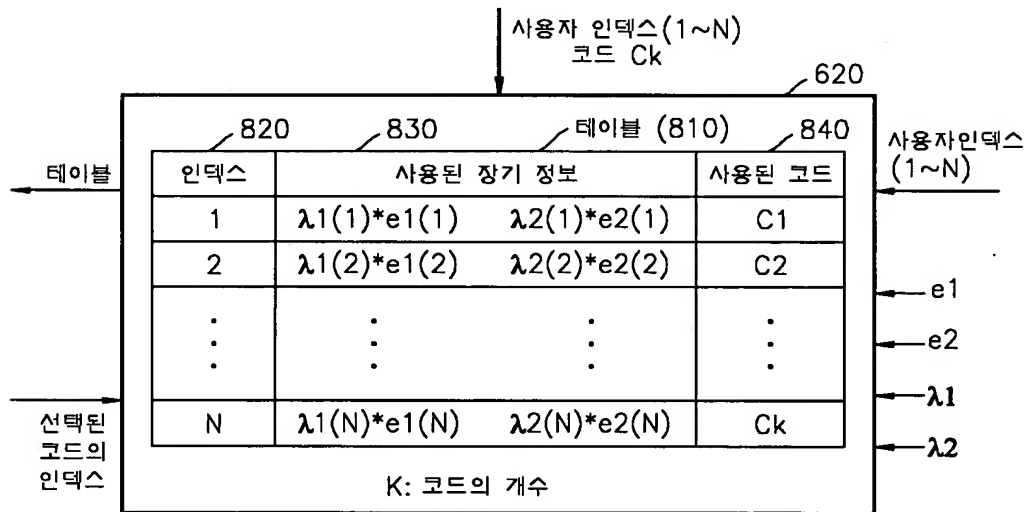 사용자 인덱스(1~N)
코드 Ck
620
820
830
테이블 (810)
840
테이블
사용자인덱스
(1~N)
인덱스
사용된 장기 정보
사용된 코드
1
λ1(1)*e1(1)
λ2(1)*e2(1)
C1
2
λ1(2)*e1(2)
λ2(2)*e2(2)
C2
e1
e2
λ1
N
λ1(N)*e1(N)
λ2(N)*e2(N)
Ck
λ2
선택된
코드의
인덱스
K: 코드의 개수